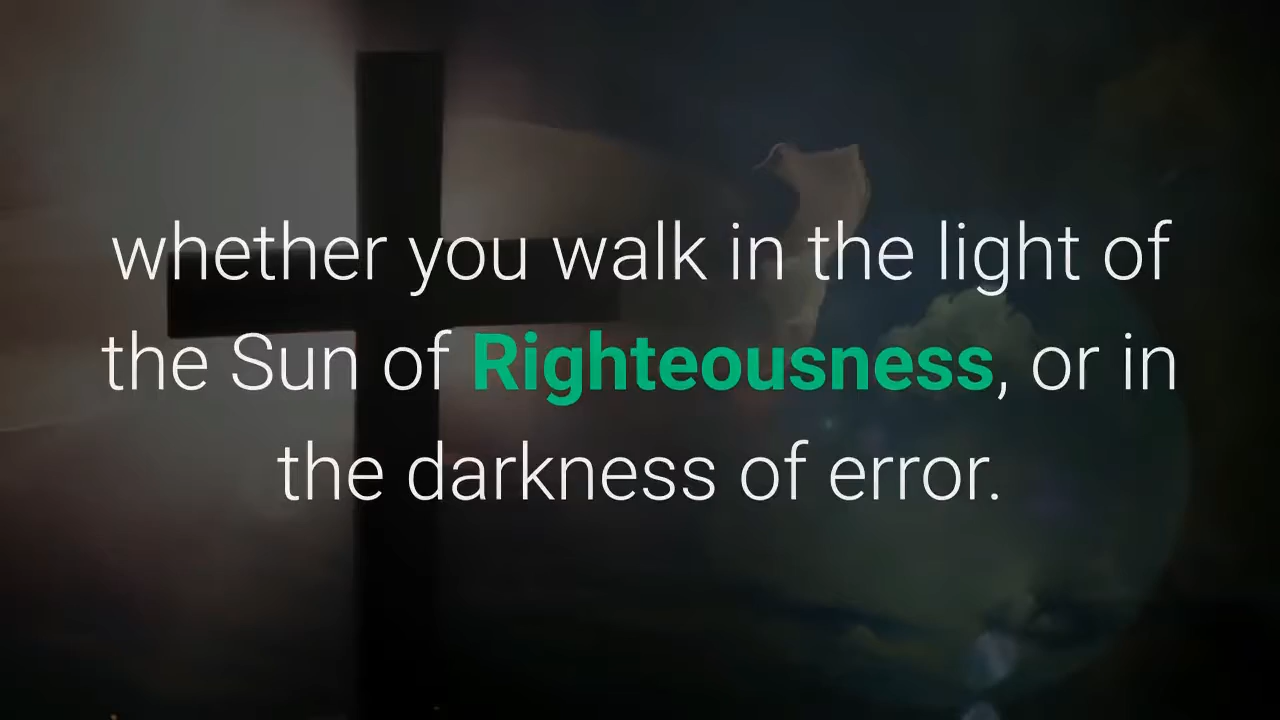 whether you walk in the light of
the Sun of Righteousness, or in
the darkness of error.